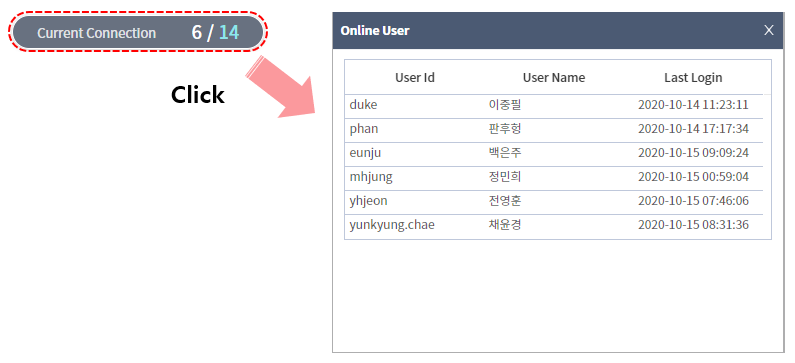 Current Connection 6 / 14
Click
Online User X
User Id User Name Last Login
duke 이중필 2020-10-14 11:23:11
phan 판후헝 2020-10-14 17:17:34
eunju 백은주 2020-10-15 09:09:24
mhjung 정민희 2020-10-15 00:59:04
yhjeon 전영훈 2020-10-15 07:46:06
yunkyung.chae 채윤경 2020-10-15 08:31:36